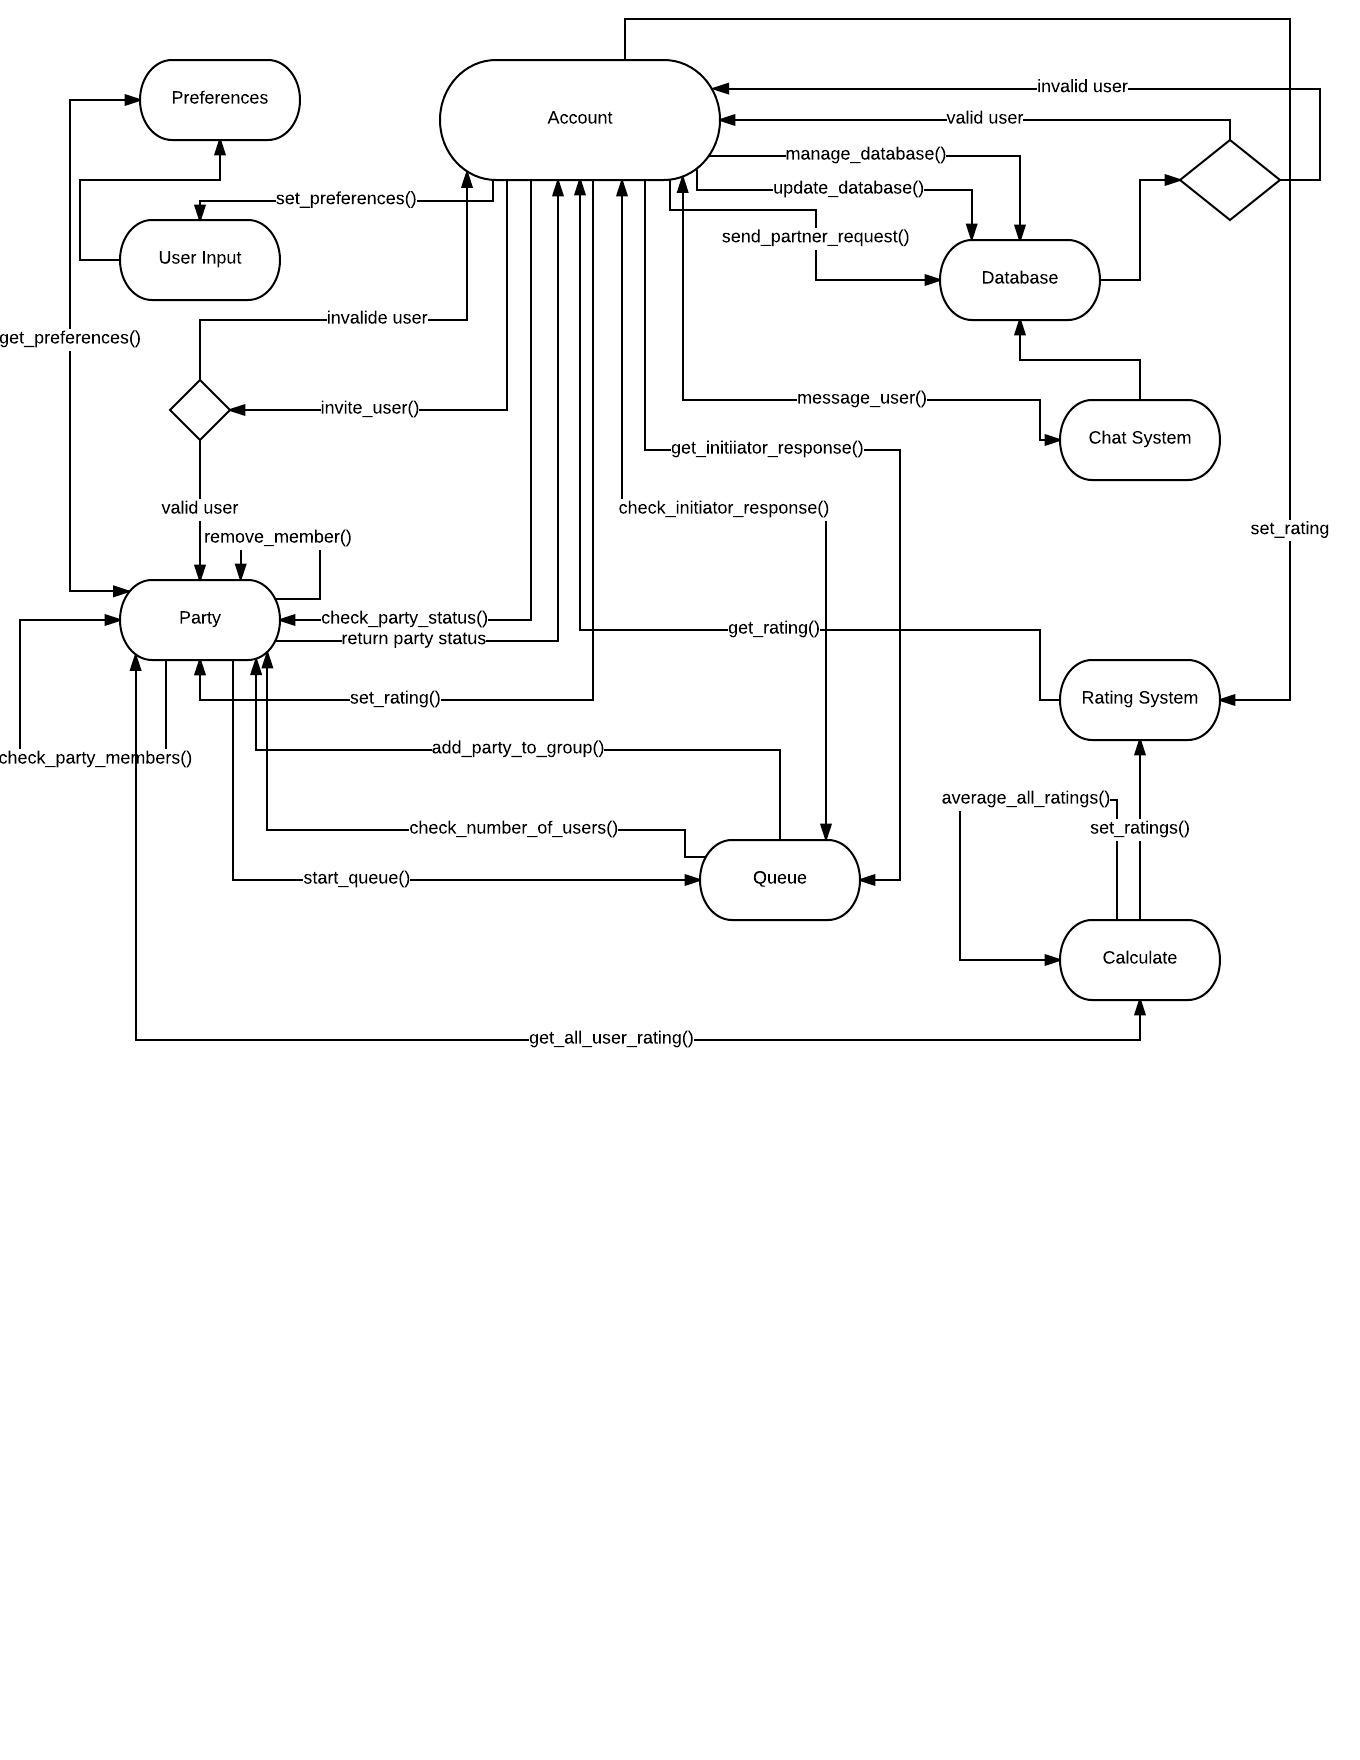 invalid user
Preferences
Account
valid user
manage_database()
update_database()
set_preferences()
send_partner_request()
User Input
Database
invalide user
get_preferences()
message_user()
invite_user()
Chat System
get_initiiator_response()
valid user
check_initiator_response()
set_rating
remove_member()
Party
check_party_status()
get_rating()
return party status
set_rating()
Rating System
add_party_to_group()
check_party_members()
average_all_ratings()
check_number_of_users()
set_ratings()
start_queue()
Queue
Calculate
get_all_user_rating()